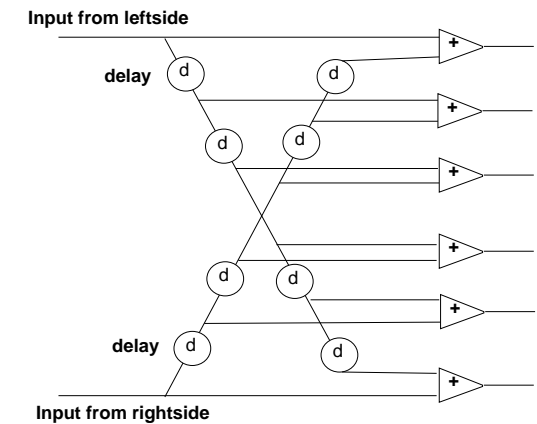 Input from leftside
+
d
d
delay
+
d
d
+
+
d
d
+
delay
d
d
+
Input from rightside